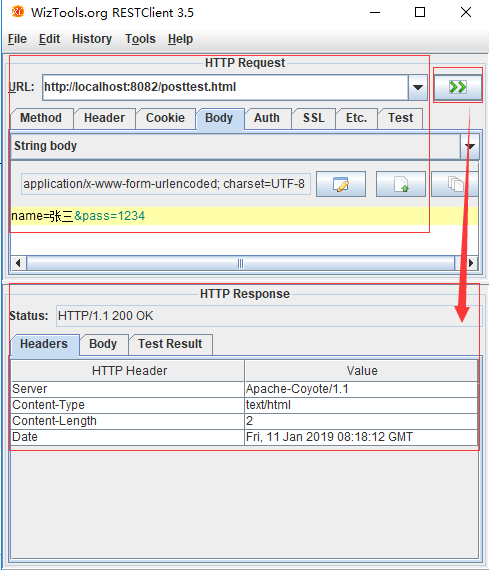 WizTools.org RESTClient 3.5
File Edit History Tools Help
HTTP Request
URL: http://localhost:8082/posttest.html
Method Header Cookie Body Auth SSL Etc. Test
String body
application/x-www-form-urlencoded; charset=UTF-8
name=张三&pass=1234
HTTP Response
Status: HTTP/1.1 200 OK
Headers Body Test Result
HTTP Header Value
Server Apache-Coyote/1.1
Content-Type text/html
Content-Length 2
Date Fri, 11 Jan 2019 08:18:12 GMT